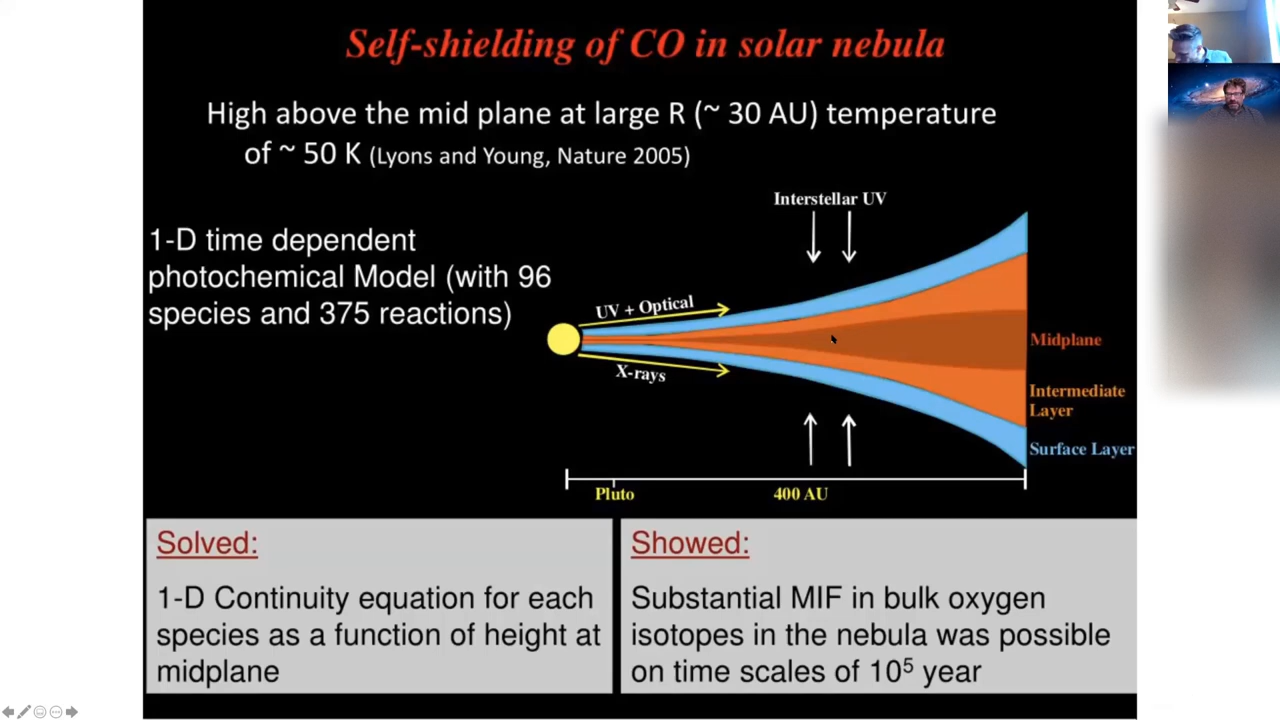 Self-shielding of CO in solar nebula
High above the mid plane at large R (~ 30 AU) temperature
of ~ 50 K (Lyons and Young, Nature 2005)
1-D time dependent
photochemical Model (with 96
species and 375 reactions)
Interstellar UV
UV + Optical
X-rays
Midplane
Intermediate
Layer
Surface Layer
Pluto
400 AU
Solved:
1-D Continuity equation for each
species as a function of height at
midplane
Showed:
Substantial MIF in bulk oxygen
isotopes in the nebula was possible
on time scales of 10⁵ year